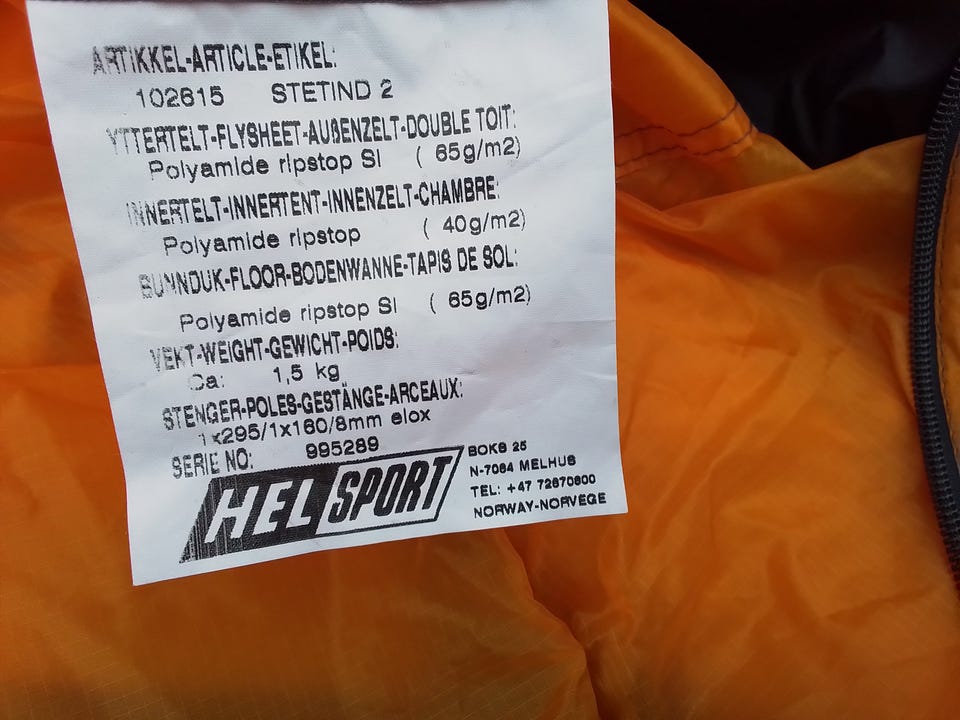 ARTIKKEL-ARTICLE-ETIKEL:
102615 STETIND 2
YTTERTELT-FLYSHEET-AUßENZELT-DOUBLE TOIT:
Polyamide ripstop SI ( 65g/m2)
INNERTELT-INNERTENT-INNENZELT-CHAMBRE:
Polyamide ripstop ( 40g/m2)
BUNNDUK-FLOOR-BODENWANNE-TAPIS DE SOL:
Polyamide ripstop SI ( 65g/m2)
VEKT-WEIGHT-GEWICHT-POIDS:
Ca: 1,5 kg
STENGER-POLES-GESTÄNGE-ARCEAUX:
1x295/1x160/8mm elox
SERIE NO: 995289
HELSPORT
BOKS 25
N-7084 MELHUS
TEL: +47 72870800
NORWAY-NORVEGE